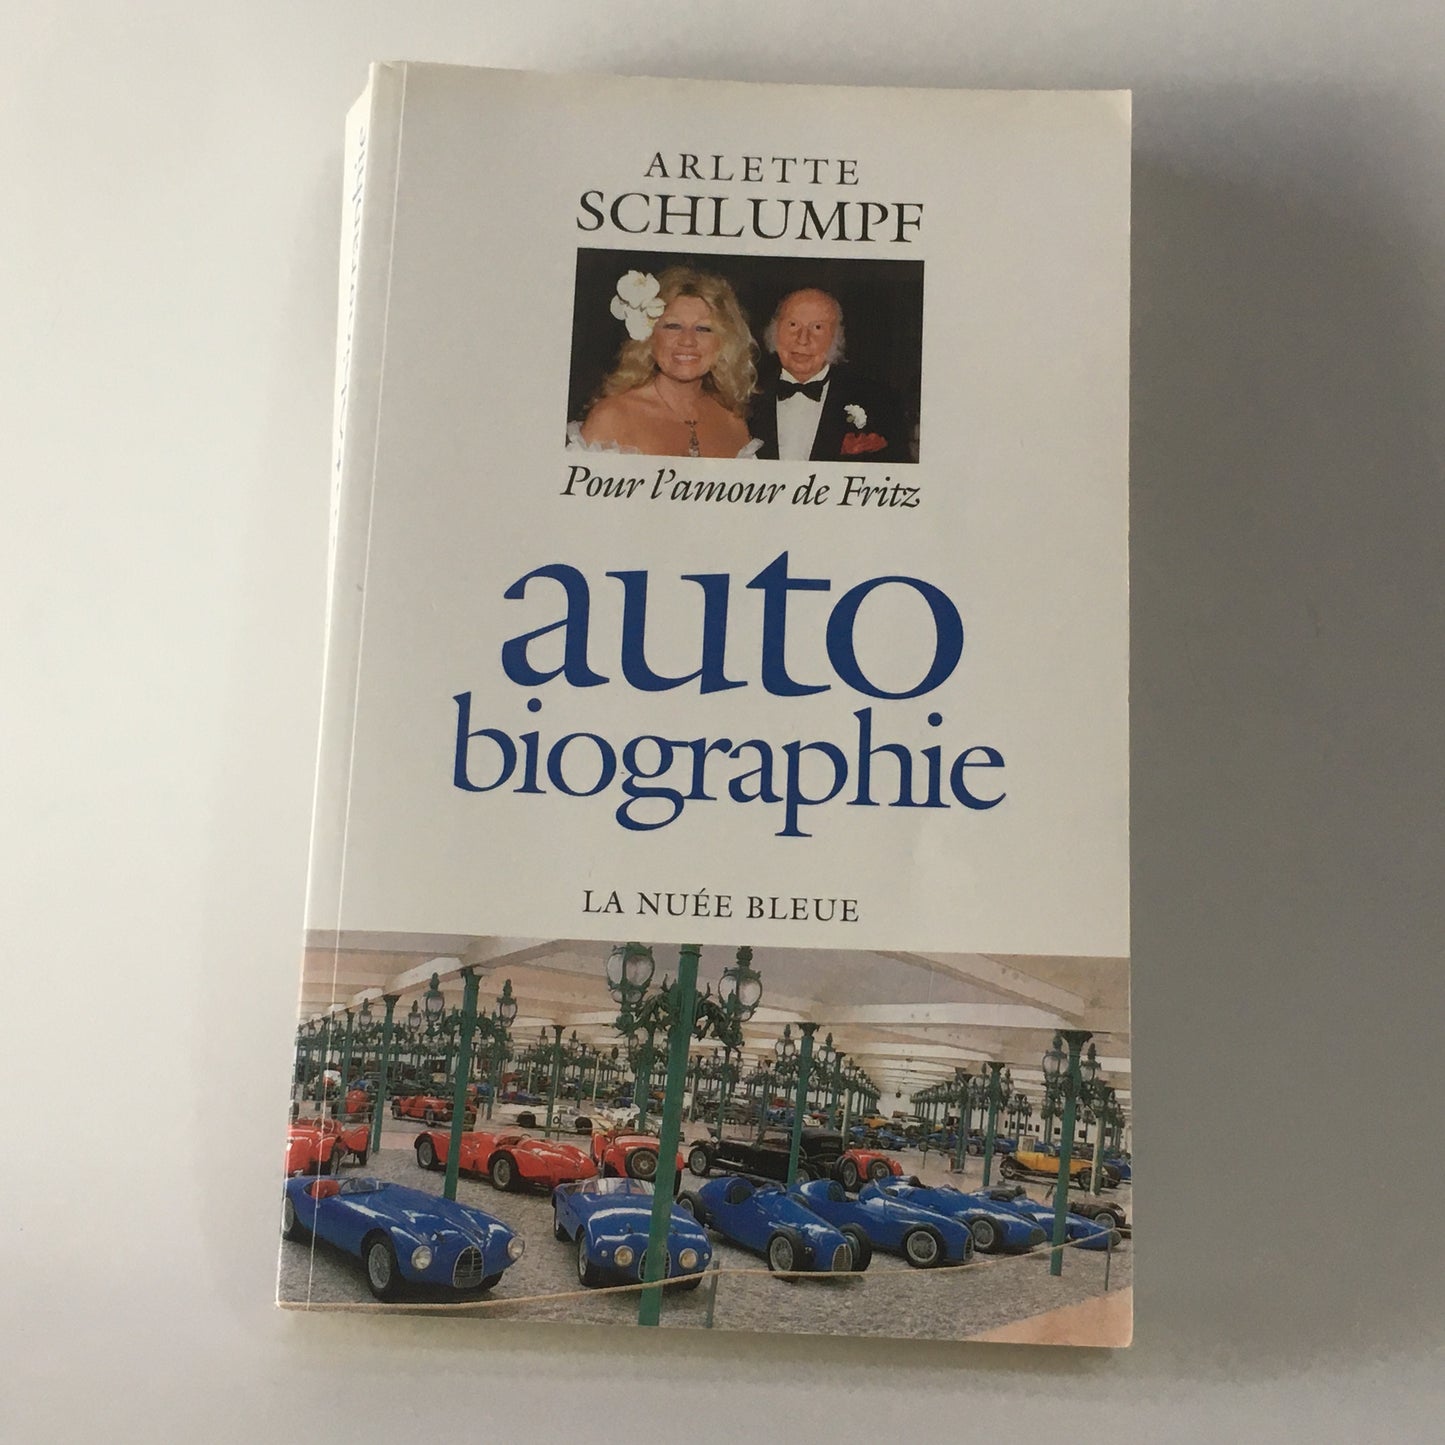 ARLETTE
SCHLUMPF
Pour l'amour de Fritz
auto
biographie
LA NUÉE BLEUE